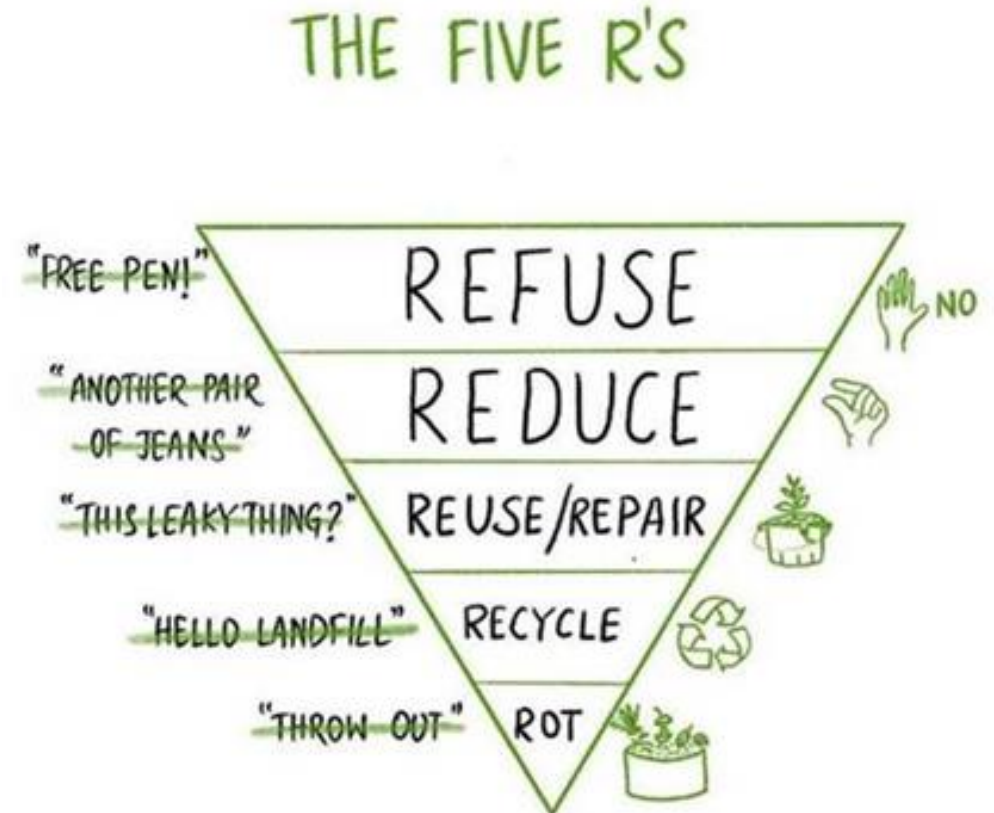 THE FIVE R'S
"FREE PEN!"
REFUSE
NO
"ANOTHER PAIR
OF JEANS"
REDUCE
"THIS LEAKY THING?"
REUSE/REPAIR
"HELLO LANDFILL"
RECYCLE
"THROW OUT"
ROT